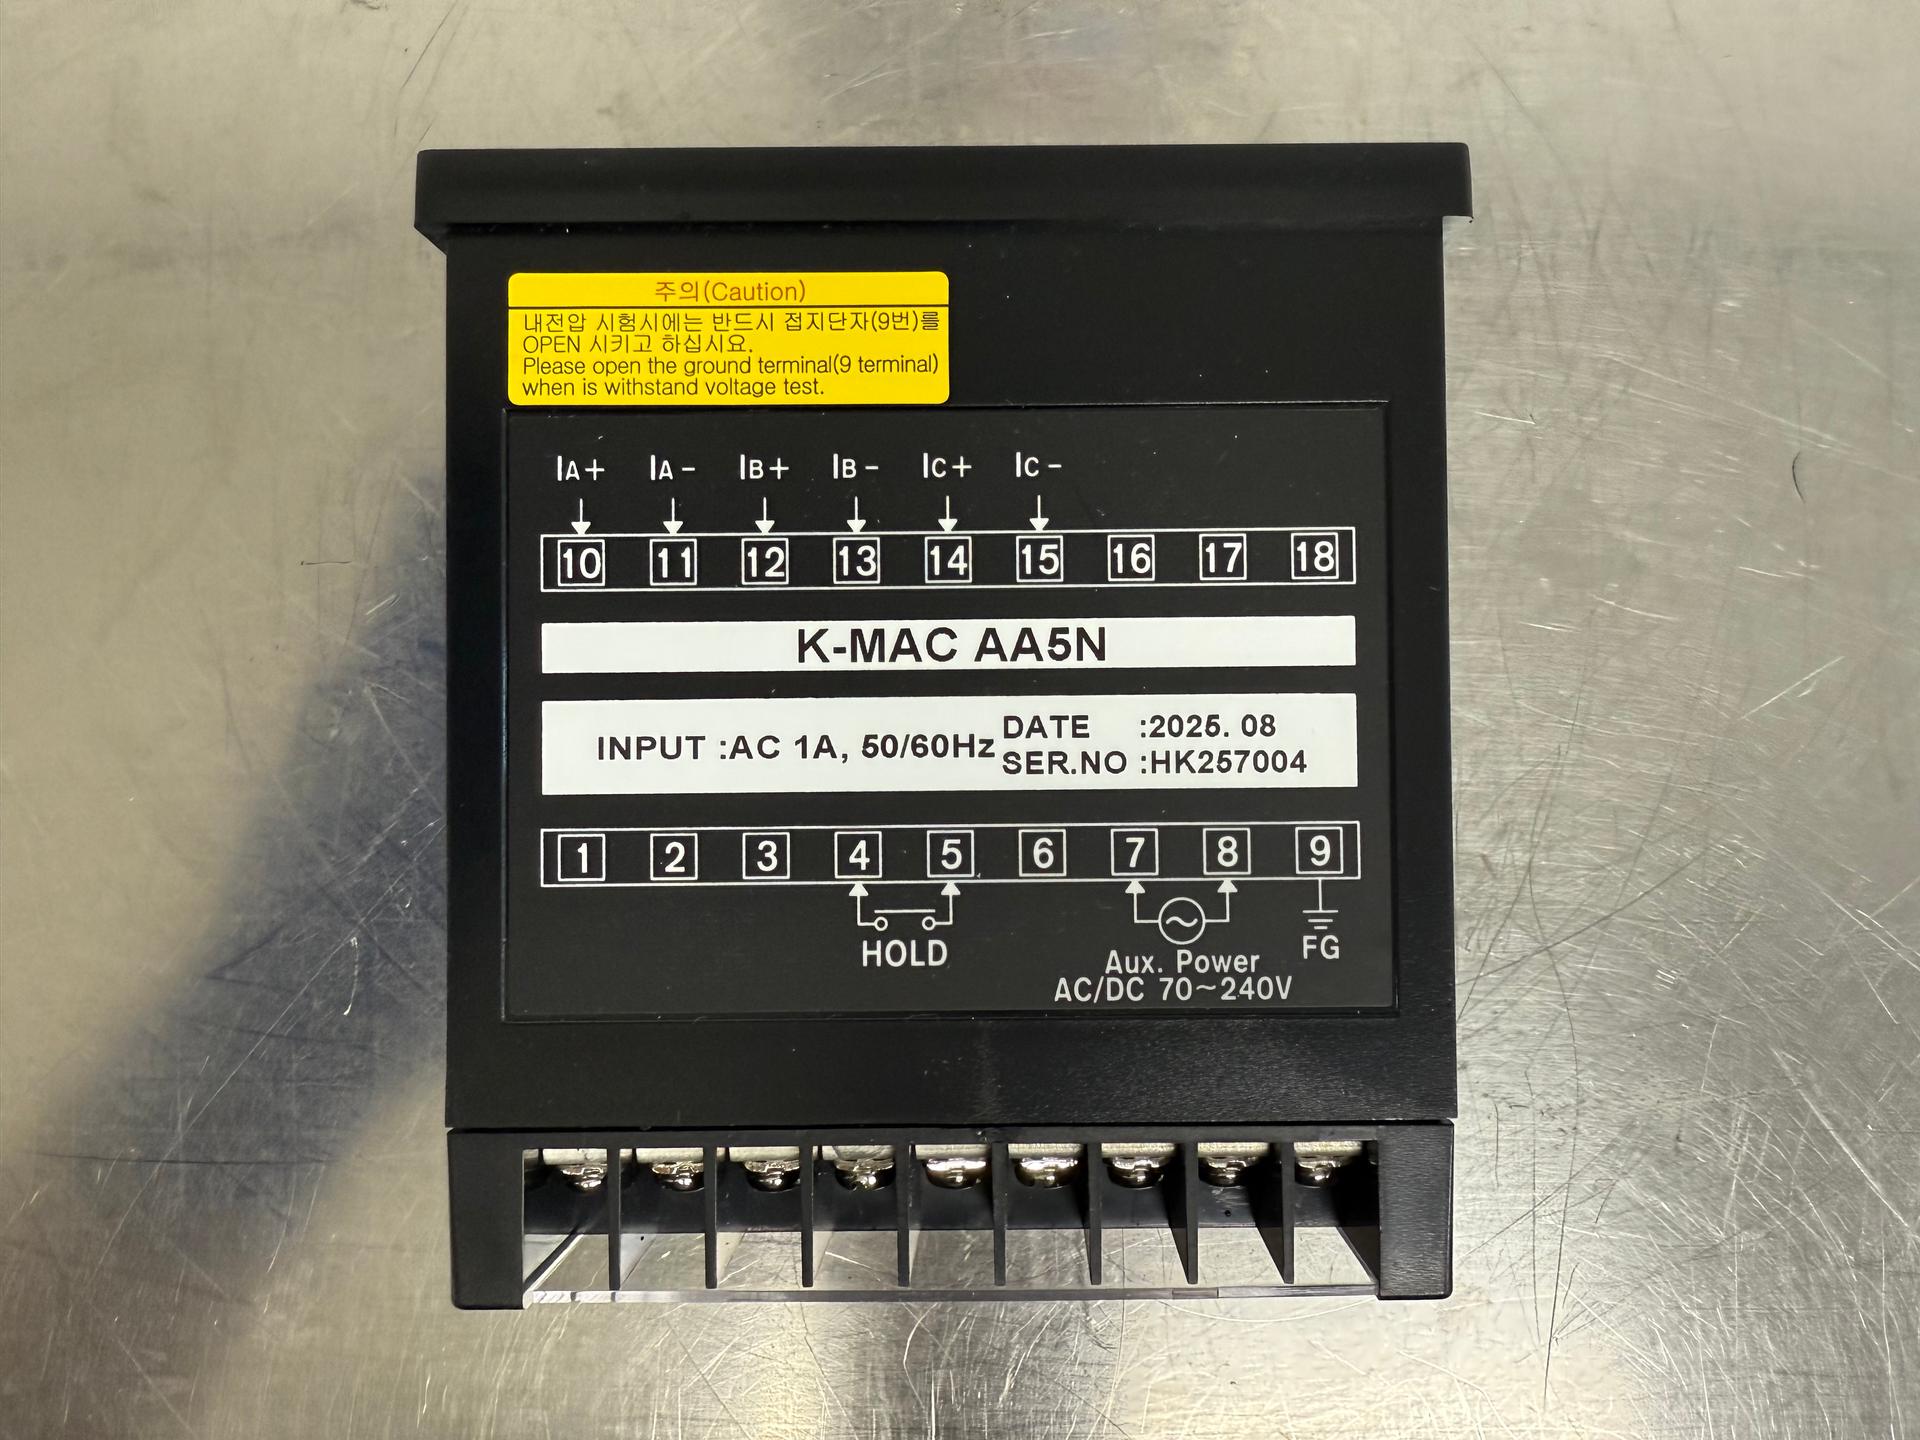 주의(Caution)
내전압 시험시에는 반드시 접지단자(9번)를
OPEN 시키고 하십시요.
Please open the ground terminal(9 terminal)
when is withstand voltage test.
IA+ IA- IB+ IB- IC+ IC-
10 11 12 13 14 15 16 17 18
K-MAC AA5N
INPUT :AC 1A, 50/60Hz
DATE :2025. 08
SER.NO :HK257004
1 2 3 4 5 6 7 8 9
HOLD
Aux. Power
AC/DC 70~240V
FG